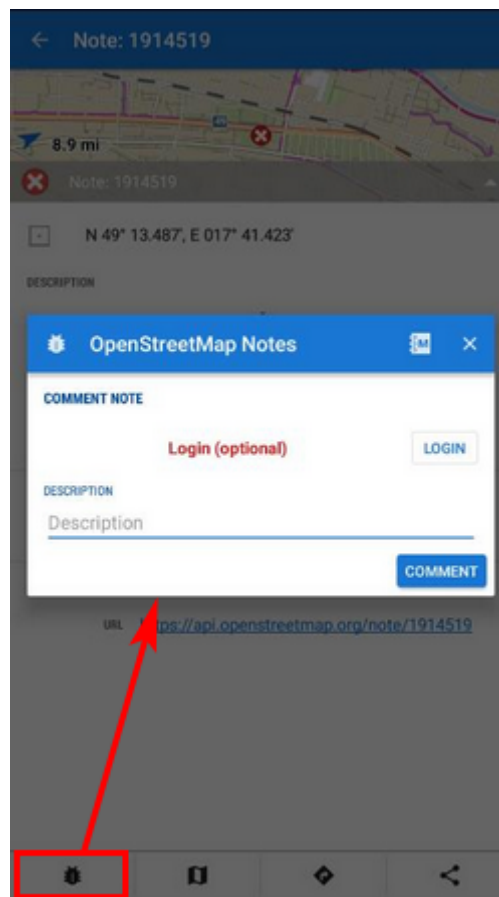 Note: 1914519
8.9 mi
Note: 1914519
N 49° 13.487', E 017° 41.423'
DESCRIPTION
OpenStreetMap Notes
COMMENT NOTE
Login (optional)
LOGIN
DESCRIPTION
Description
COMMENT
URL https://api.openstreetmap.org/note/1914519